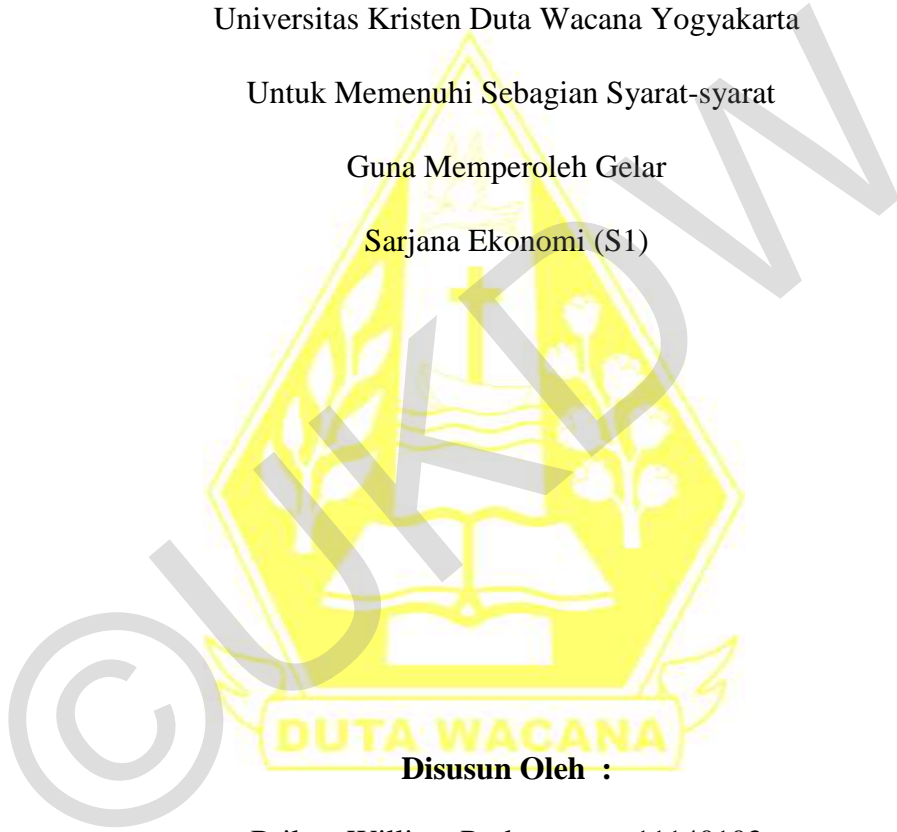 Universitas Kristen Duta Wacana Yogyakarta
Untuk Memenuhi Sebagian Syarat-syarat
Guna Memperoleh Gelar
Sarjana Ekonomi (S1)
©UKDW
DUTA WACANA
Disusun Oleh :